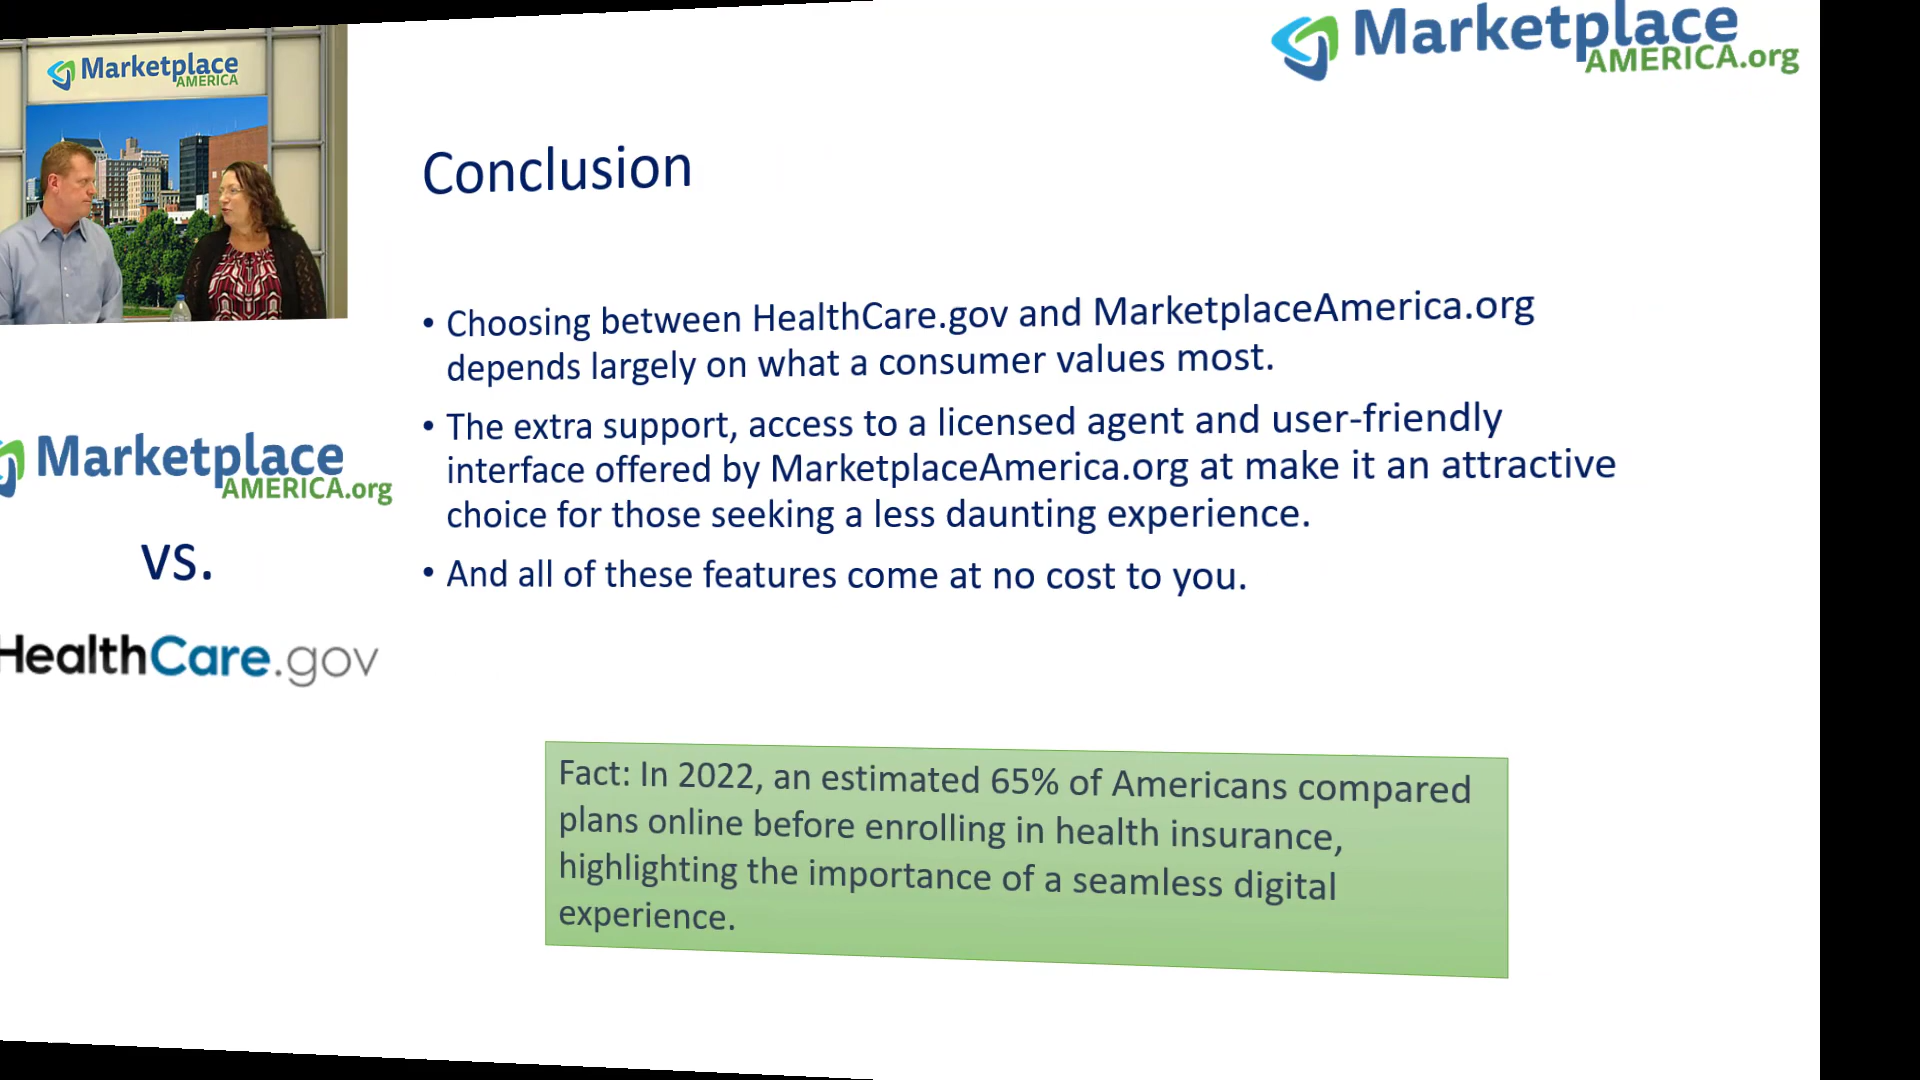 Marketplace
AMERICA.org
Marketplace
AMERICA
Conclusion
• Choosing between HealthCare.gov and MarketplaceAmerica.org
depends largely on what a consumer values most.
• The extra support, access to a licensed agent and user-friendly
interface offered by MarketplaceAmerica.org at make it an attractive
choice for those seeking a less daunting experience.
• And all of these features come at no cost to you.
Marketplace
AMERICA.org
vs.
HealthCare.gov
Fact: In 2022, an estimated 65% of Americans compared
plans online before enrolling in health insurance,
highlighting the importance of a seamless digital
experience.